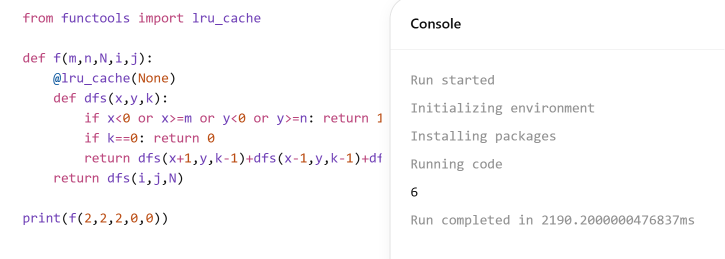 from functools import lru_cache
def f(m,n,N,i,j):
    @lru_cache(None)
    def dfs(x,y,k):
        if x<0 or x>=m or y<0 or y>=n: return 1
        if k==0: return 0
        return dfs(x+1,y,k-1)+dfs(x-1,y,k-1)+df
    return dfs(i,j,N)
print(f(2,2,2,0,0))
Console
Run started
Initializing environment
Installing packages
Running code
6
Run completed in 2190.2000000476837ms